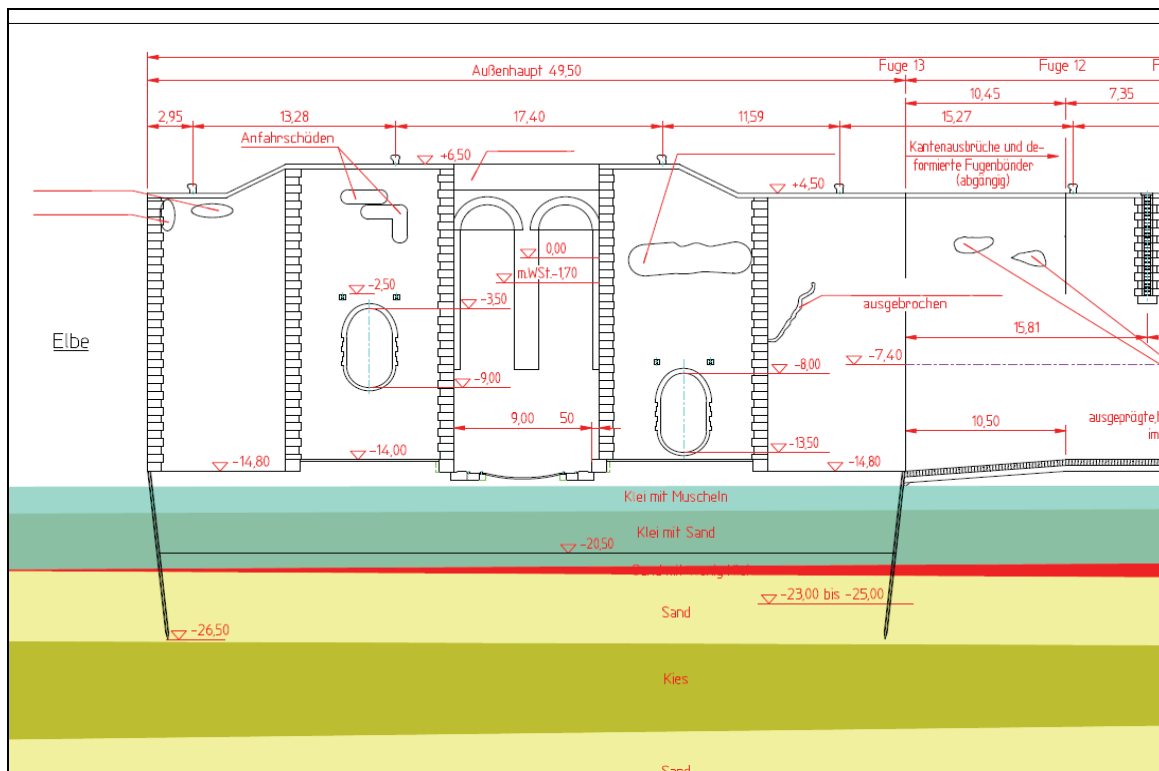 Außenhaupt 49,50
Fuge 13
Fuge 12
F
10,45
7,35
2,95
13,28
17,40
11,59
15,27
Anfahrschäden
Kantenausbrüche und de-
formierte Fugenbänder
(abgängig)
+6,50
+4,50
0,00
m.WSt.-1,70
-2,50
-3,50
ausgebrochen
15,81
Elbe
-7,40
-8,00
-9,00
9,00
50
10,50
ausgeprägte,
im
-13,50
-14,00
-14,80
-14,80
Klei mit Muscheln
Klei mit Sand
-20,50
Sand
-23,00 bis -25,00
-26,50
Kies
Sand